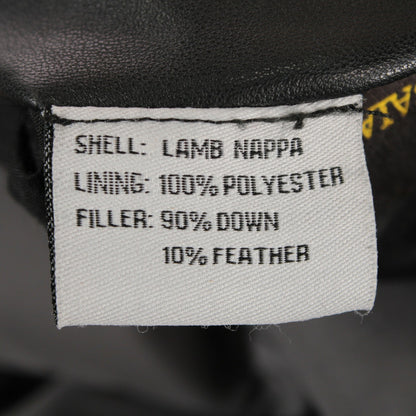 SHELL: LAMB NAPPA
LINING: 100% POLYESTER
FILLER: 90% DOWN
10% FEATHER